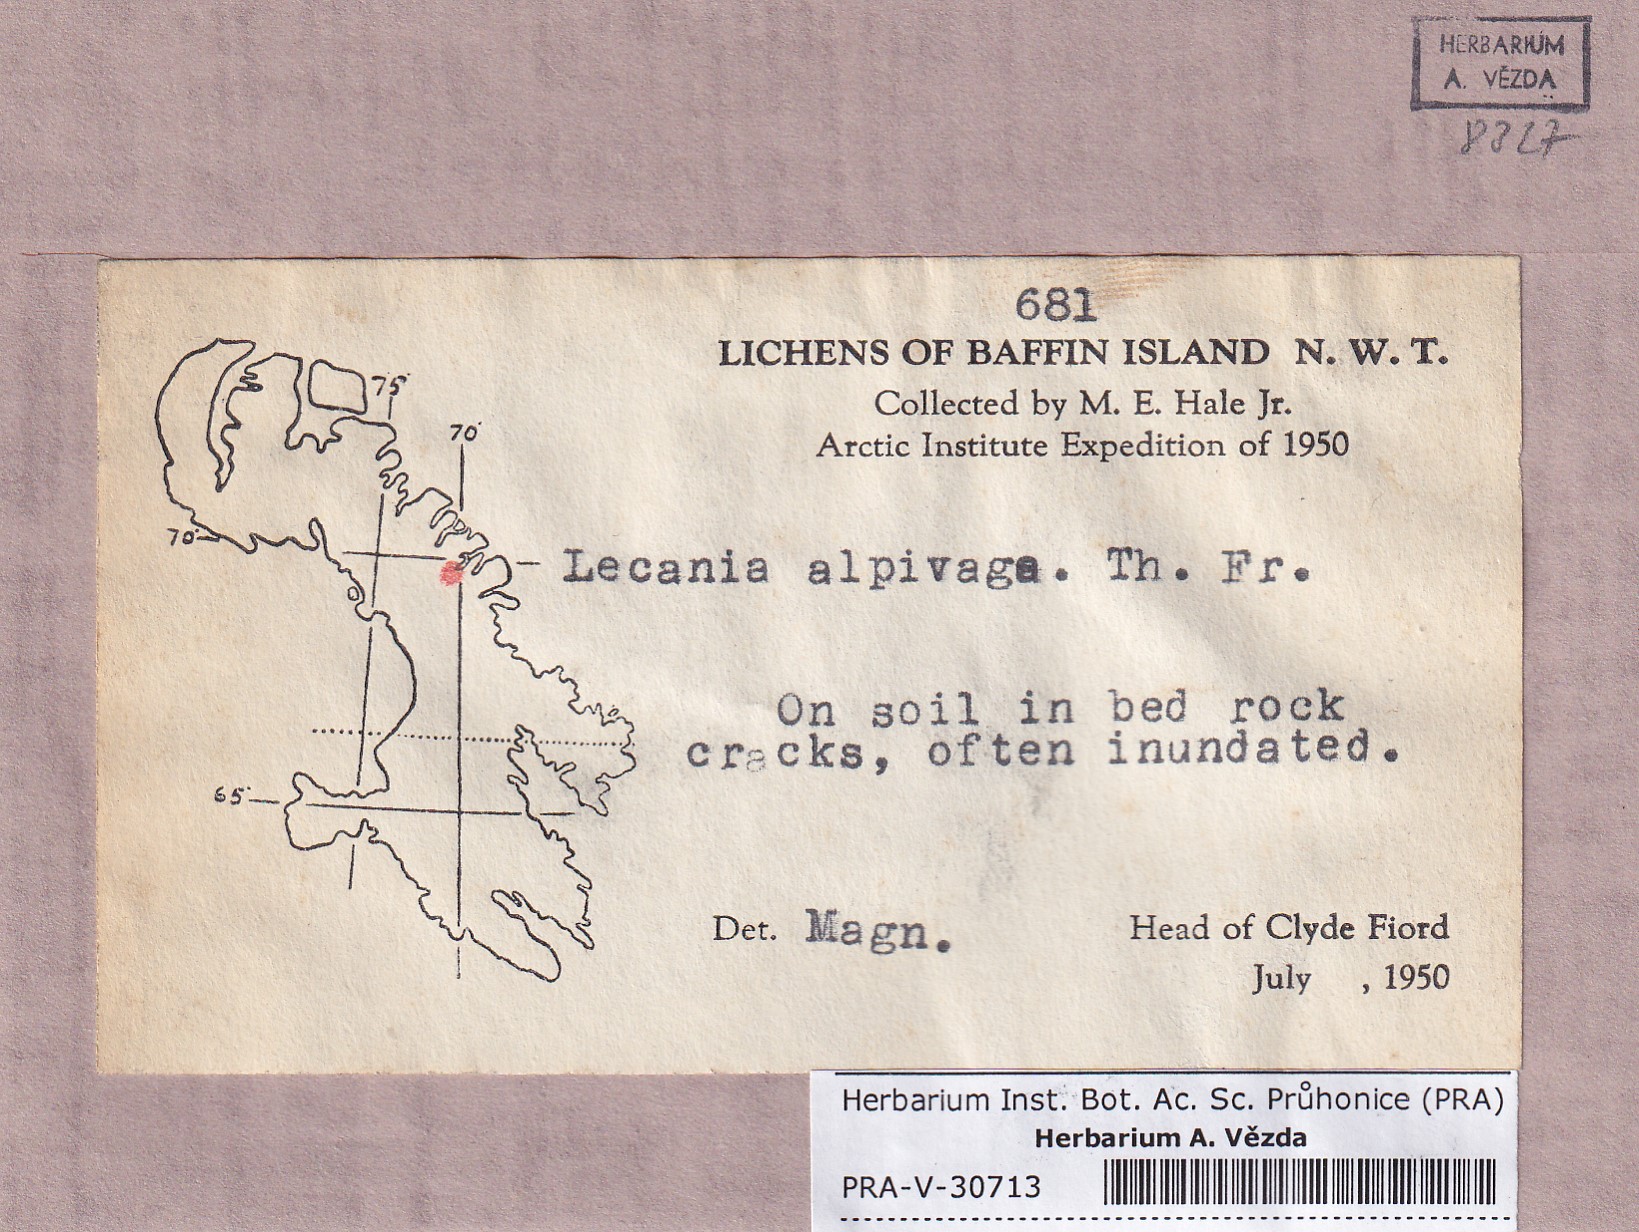 HERBARIUM
A. VĚZDA
8327
681
LICHENS OF BAFFIN ISLAND N. W. T.
Collected by M. E. Hale Jr.
Arctic Institute Expedition of 1950
75°
70°
70°
Lecania alpivaga. Th. Fr.
On soil in bed rock
cracks, often inundated.
65°
Det. Magn.
Head of Clyde Fiord
July , 1950
Herbarium Inst. Bot. Ac. Sc. Průhonice (PRA)
Herbarium A. Vězda
PRA-V-30713